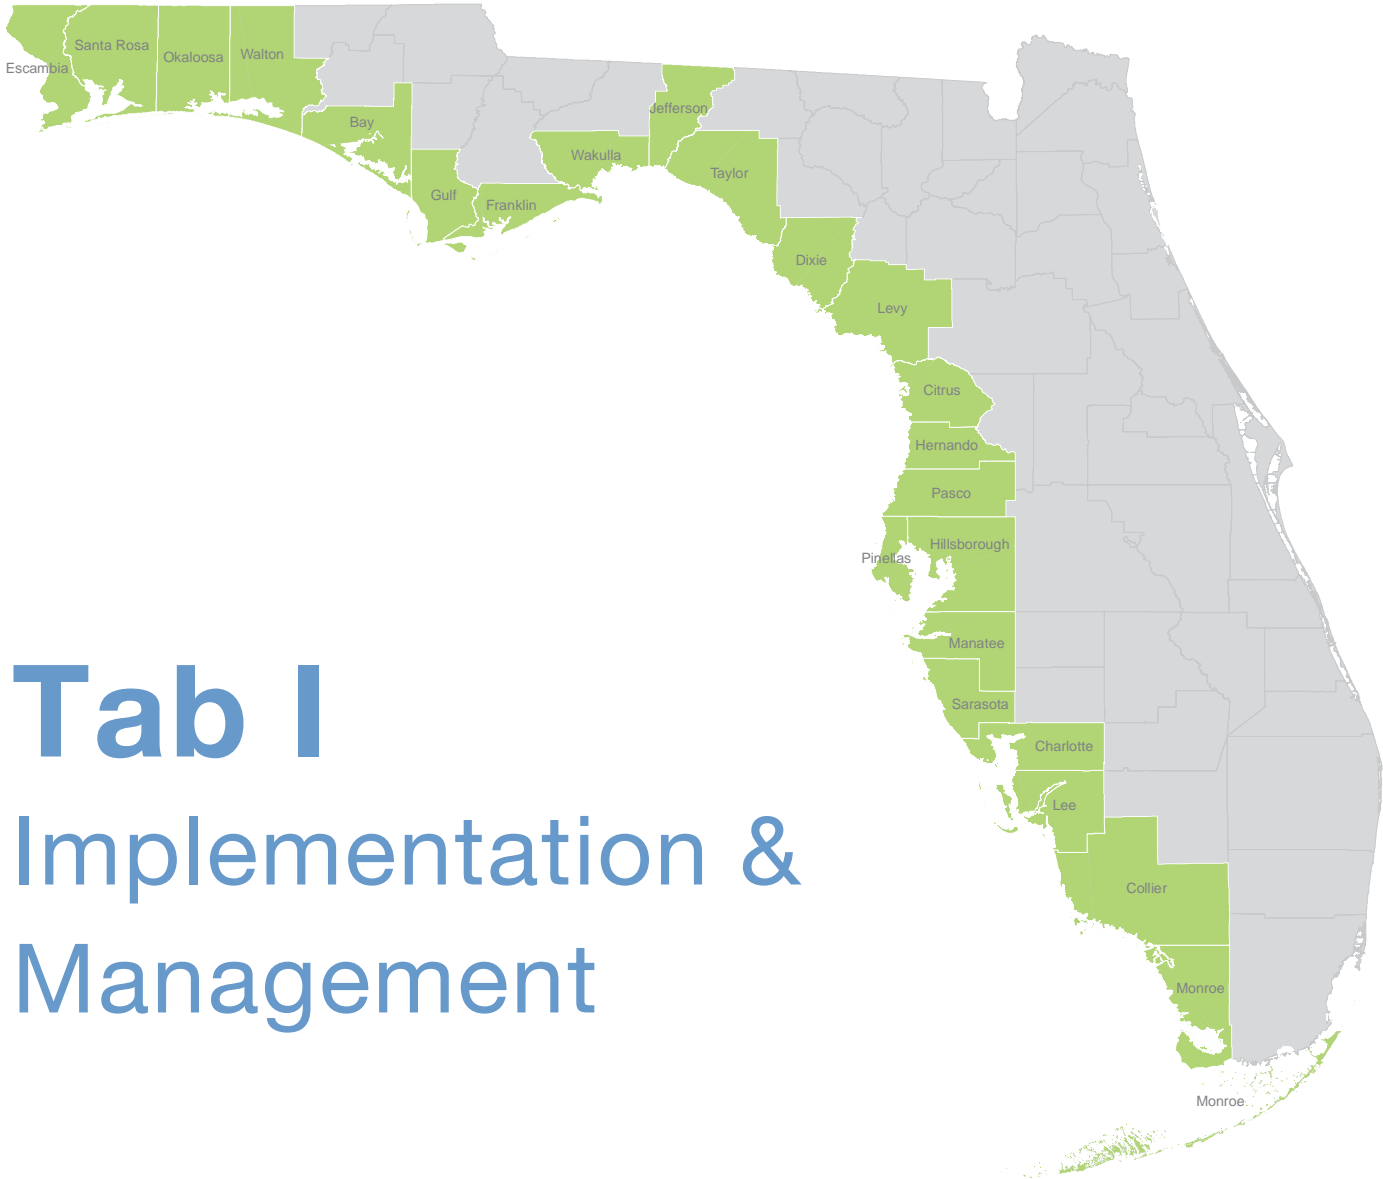 Santa Rosa
Okaloosa
Walton
Escambia
Jefferson
Bay
Wakulla
Taylor
Gulf
Franklin
Dixie
Levy
Citrus
Hernando
Pasco
Hillsborough
Pinellas
Manatee
Sarasota
Charlotte
Lee
Collier
Monroe
Monroe
Tab I
Implementation &
Management